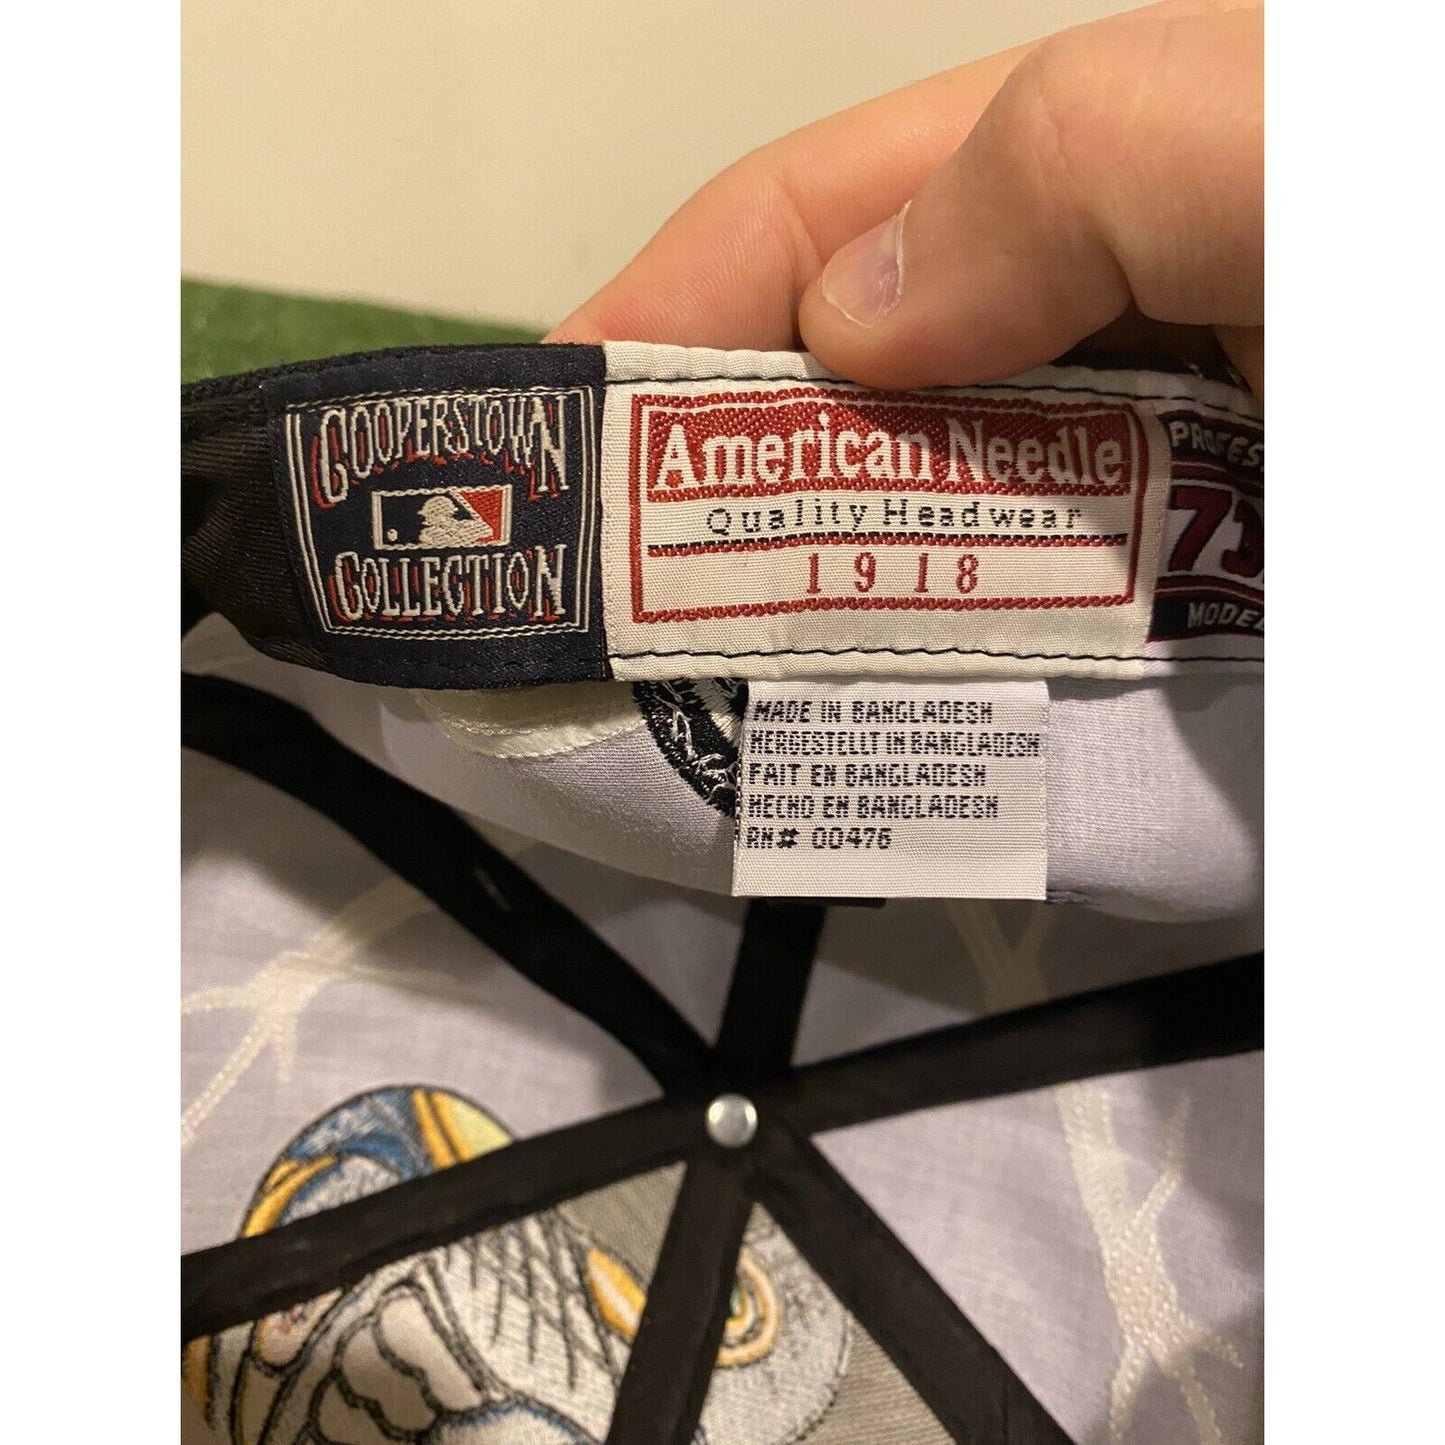 COOPERSTOWN
COLLECTION
American Needle
Quality Headwear
1918
MODEL
MADE IN BANGLADESH
HERGESTELLT IN BANGLADESH
FAIT EN BANGLADESH
HECHO EN BANGLADESH
RN# 00476